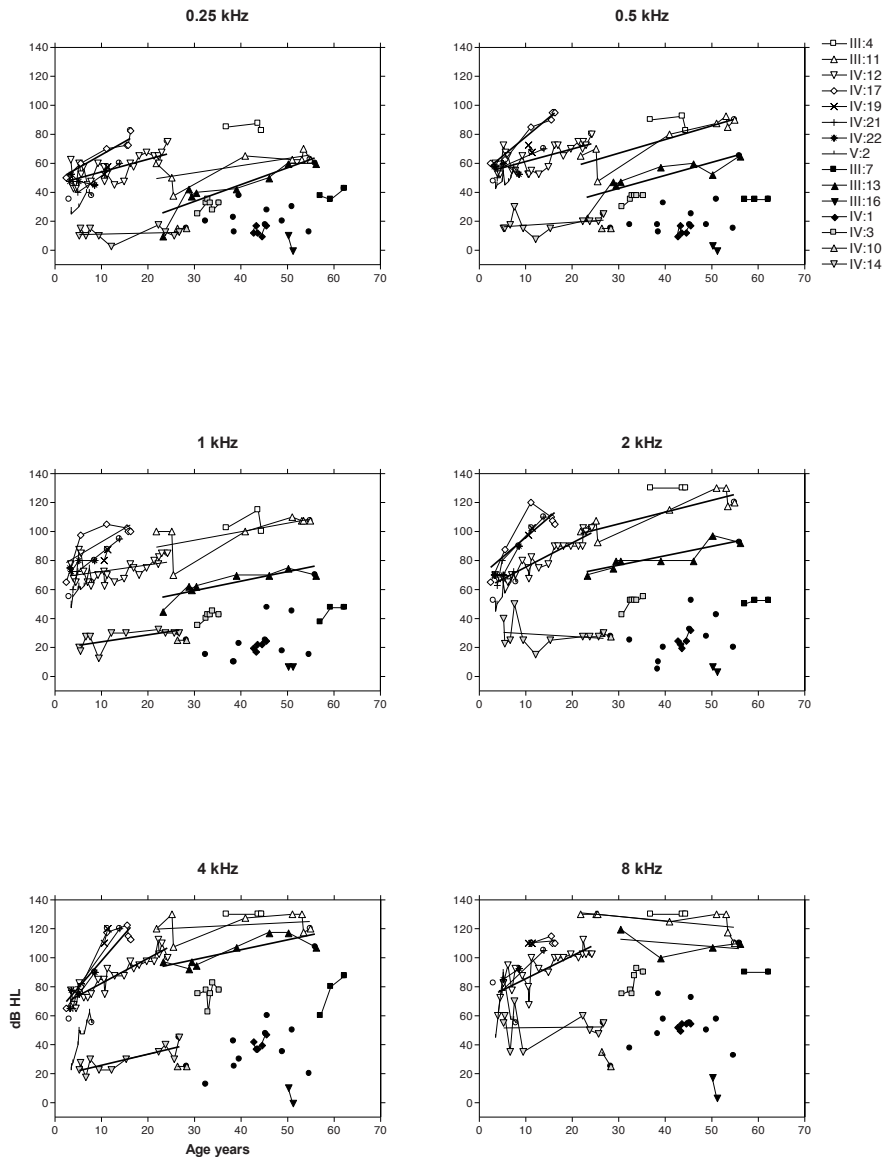 0.25 kHz
0.5 kHz
140
120
100
80
60
40
20
0
0 10 20 30 40 50 60 70
140
120
100
80
60
40
20
0
0 10 20 30 40 50 60 70
III:4
III:11
IV:12
IV:17
IV:19
IV:21
IV:22
V:2
III:7
III:13
III:16
IV:1
IV:3
IV:10
IV:14
1 kHz
2 kHz
140
120
100
80
60
40
20
0
0 10 20 30 40 50 60 70
140
120
100
80
60
40
20
0
0 10 20 30 40 50 60 70
4 kHz
8 kHz
140
120
100
80
60
40
20
0
dB HL
0 10 20 30 40 50 60 70
Age years
140
120
100
80
60
40
20
0
0 10 20 30 40 50 60 70